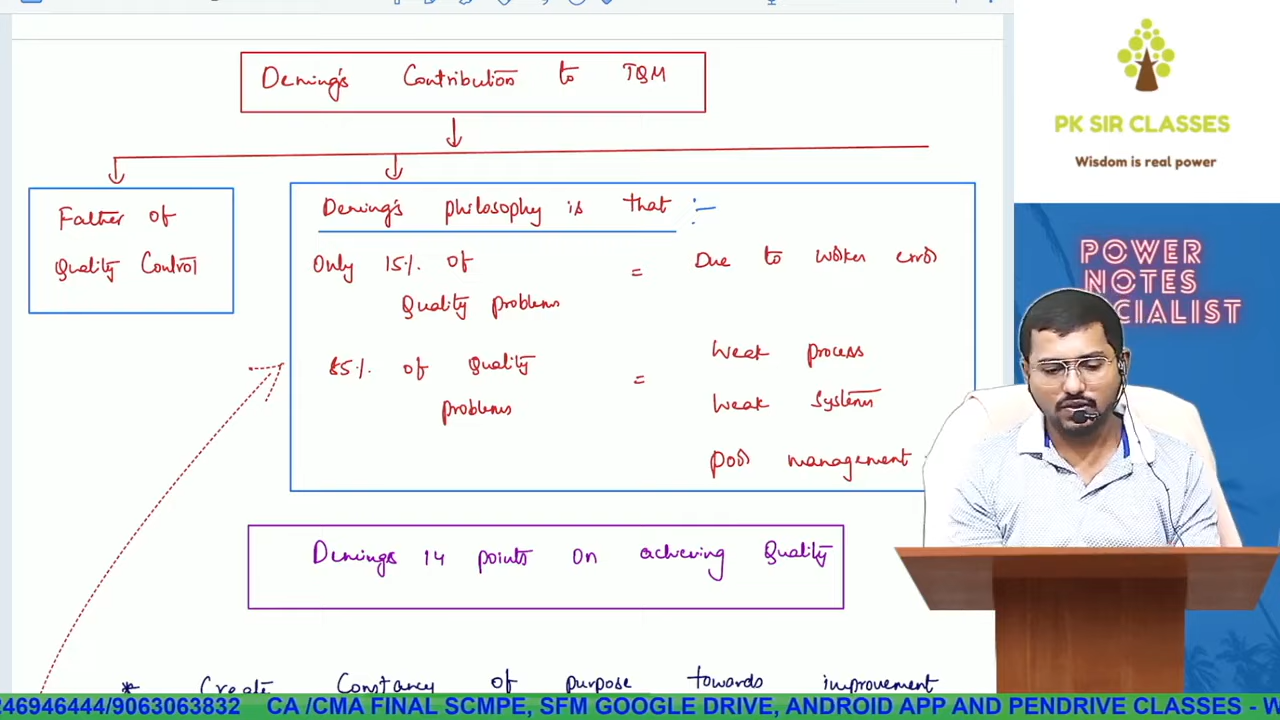 Deming's Contribution to TQM
Father of
Quality Control
Deming's philosophy is that :-
Only 15% of
Quality problems
= Due to worker error
85% of Quality
problems
= Weak process
Weak Systems
poor management
Demings 14 points on achieving Quality
* Create Constancy of purpose towards improvement
PK SIR CLASSES
Wisdom is real power
POWER
NOTES
CIALIST
246946444/9063063832 CA /CMA FINAL SCMPE, SFM GOOGLE DRIVE, ANDROID APP AND PENDRIVE CLASSES - W